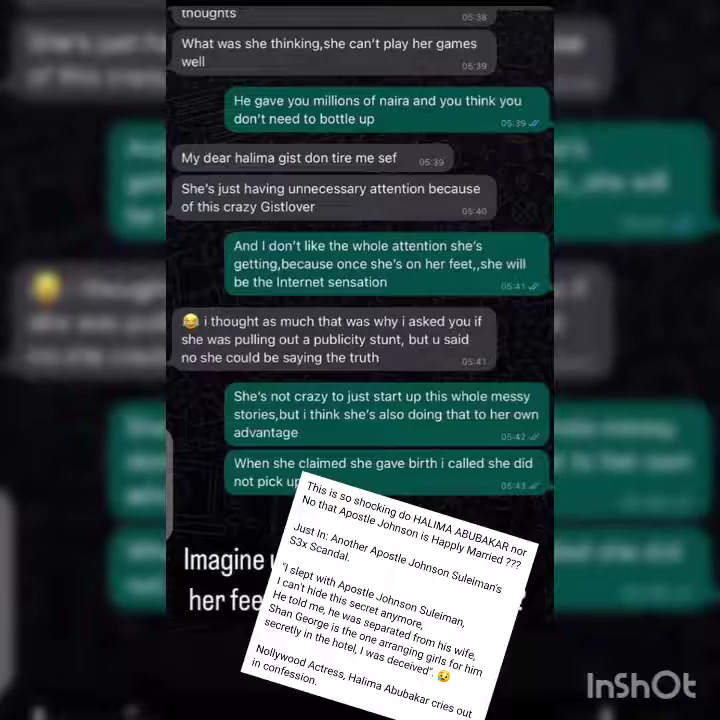 thoughts
05:38
What was she thinking,she can't play her games
well
05:39
He gave you millions of naira and you think you
don't need to bottle up
05:39
My dear halima gist don tire me sef
05:39
She's just having unnecessary attention because
of this crazy Gistlover
05:40
And I don't like the whole attention she's
getting,because once she's on her feet,,she will
be the Internet sensation
05:41
😂 i thought as much that was why i asked you if
she was pulling out a publicity stunt, but u said
no she could be saying the truth
05:41
She's not crazy to just start up this whole messy
stories,but i think she's also doing that to her own
advantage
05:42
When she claimed she gave birth i called she did
not pick up
05:43
Imagine
her fee
This is so shocking do HALIMA ABUBAKAR nor
No that Apostle Johnson is Happly Married ???
Just In: Another Apostle Johnson Suleiman's
S3x Scandal.
"I slept with Apostle Johnson Suleiman,
I can't hide this secret anymore,
He told me, he was separated from his wife,
Shan George is the one arranging girls for him
secretly in the hotel, I was deceived". 😢
Nollywood Actress, Halima Abubakar cries out
in confession.
InShOt